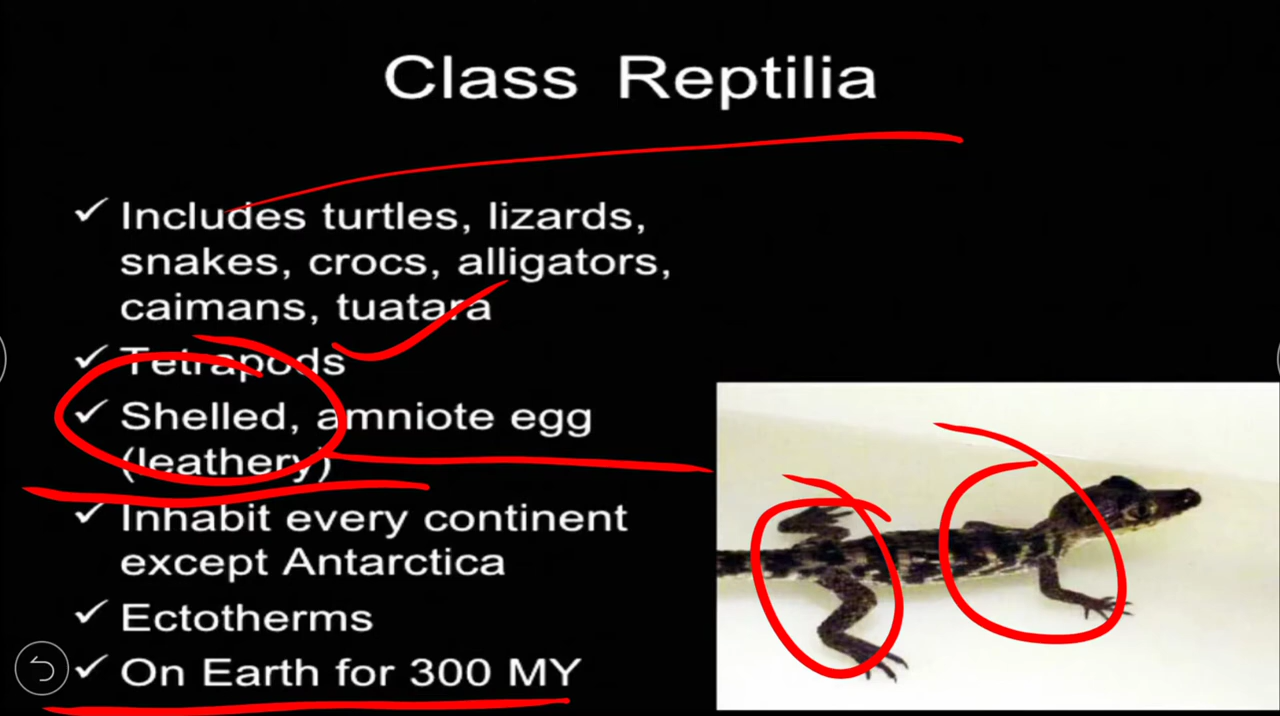 Class Reptilia
✓ Includes turtles, lizards,
snakes, crocs, alligators,
caimans, tuatara
✓ Tetrapods
✓ Shelled, amniote egg
(leathery)
✓ Inhabit every continent
except Antarctica
✓ Ectotherms
✓ On Earth for 300 MY